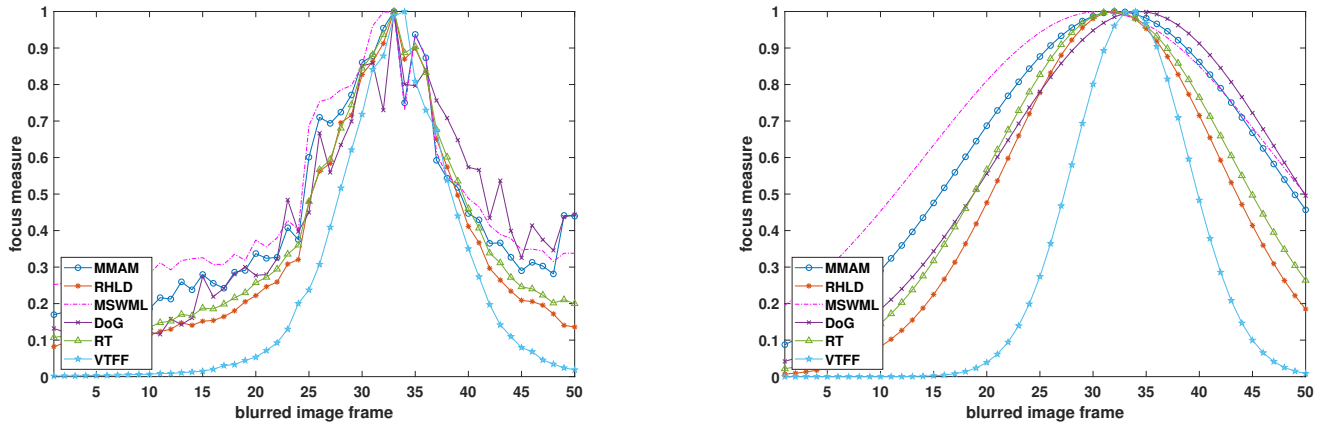 1
0.9
0.8
0.7
0.6
0.5
0.4
0.3
0.2
0.1
0
focus measure
MMAM
RHLD
MSWML
DoG
RT
VTFF
5 10 15 20 25 30 35 40 45 50
blurred image frame
1
0.9
0.8
0.7
0.6
0.5
0.4
0.3
0.2
0.1
0
focus measure
MMAM
RHLD
MSWML
DoG
RT
VTFF
5 10 15 20 25 30 35 40 45 50
blurred image frame